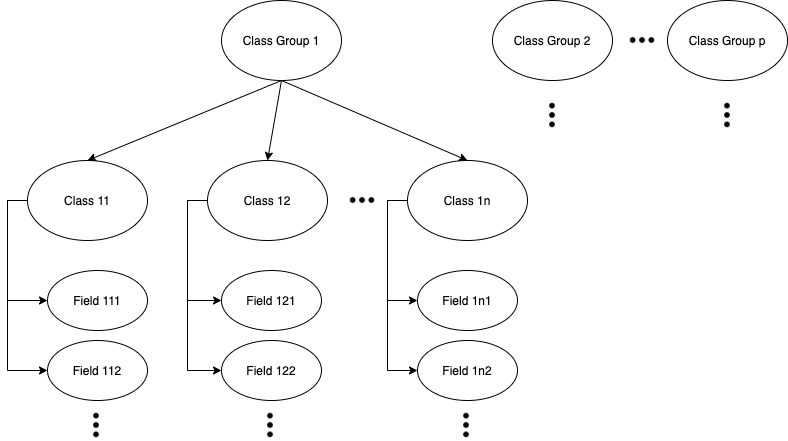 Class Group 1
Class Group 2
Class Group p
Class 11
Class 12
Class 1n
Field 111
Field 121
Field 1n1
Field 112
Field 122
Field 1n2